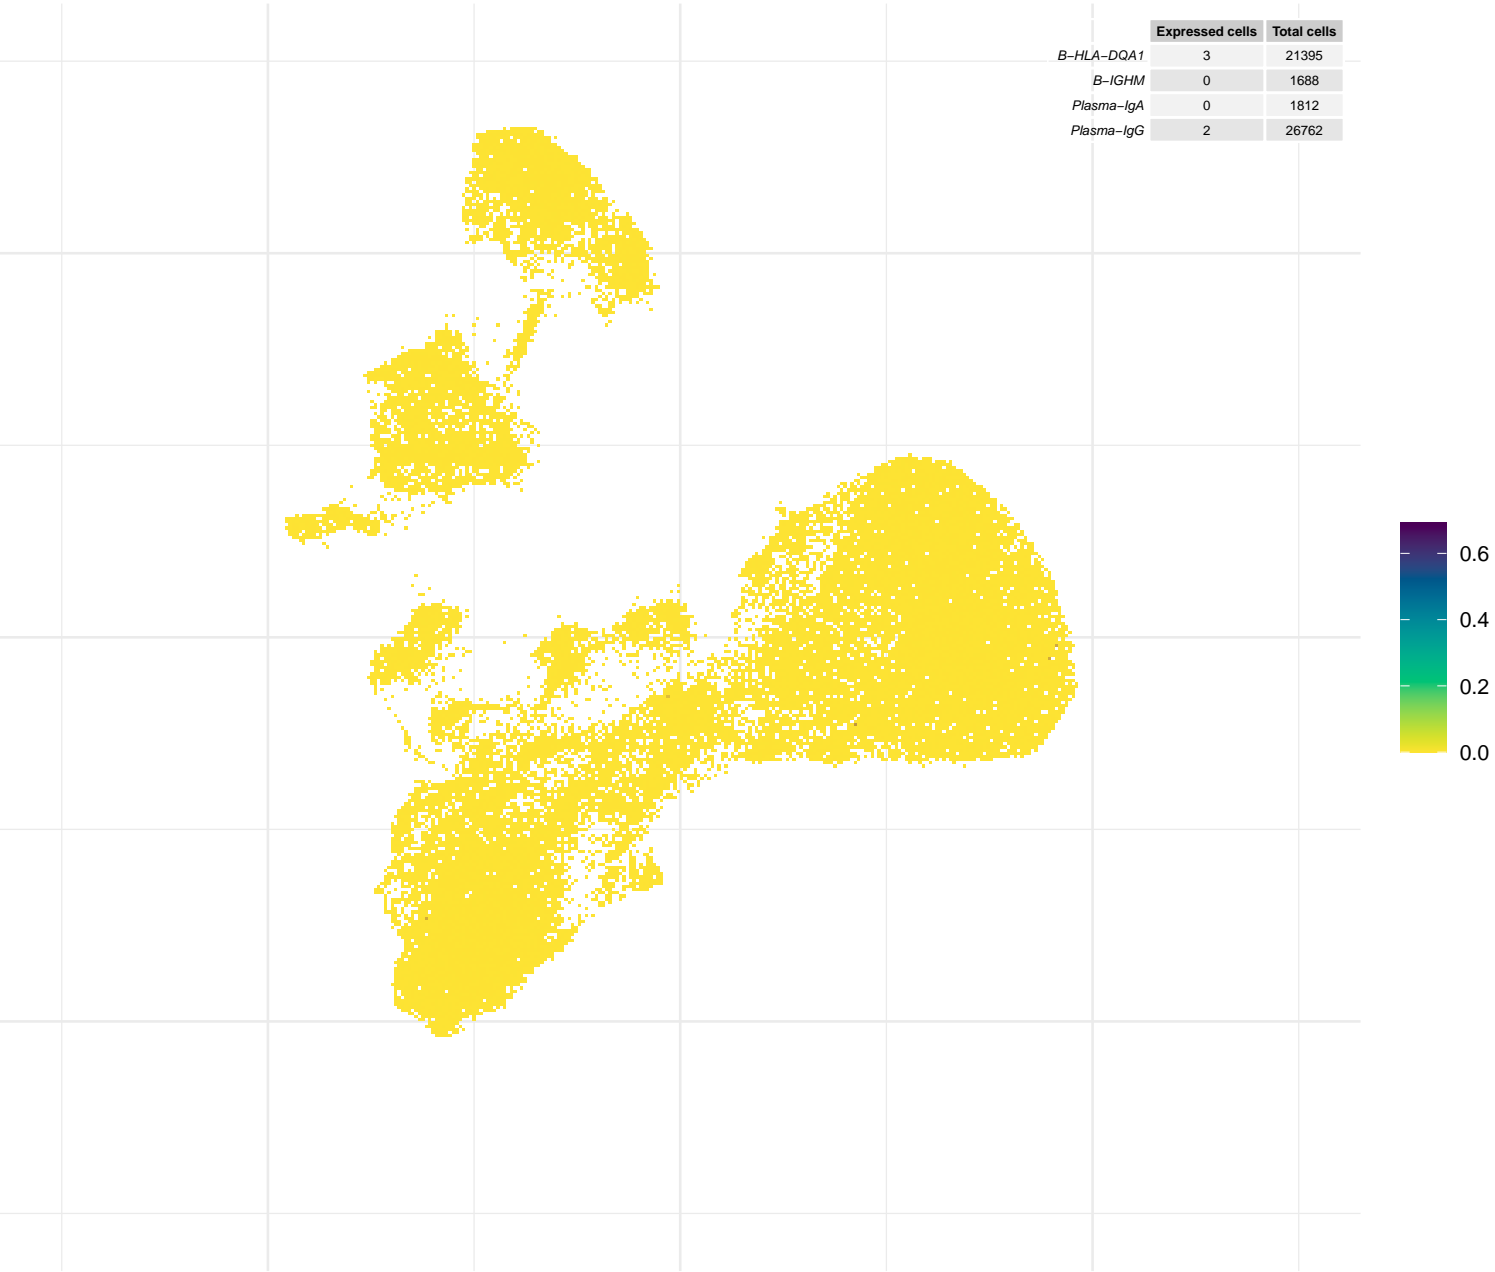 Expressed cells Total cells
B−HLA−DQA1 3 21395
B−IGHM 0 1688
Plasma−IgA 0 1812
Plasma−IgG 2 26762
0.6
0.4
0.2
0.0